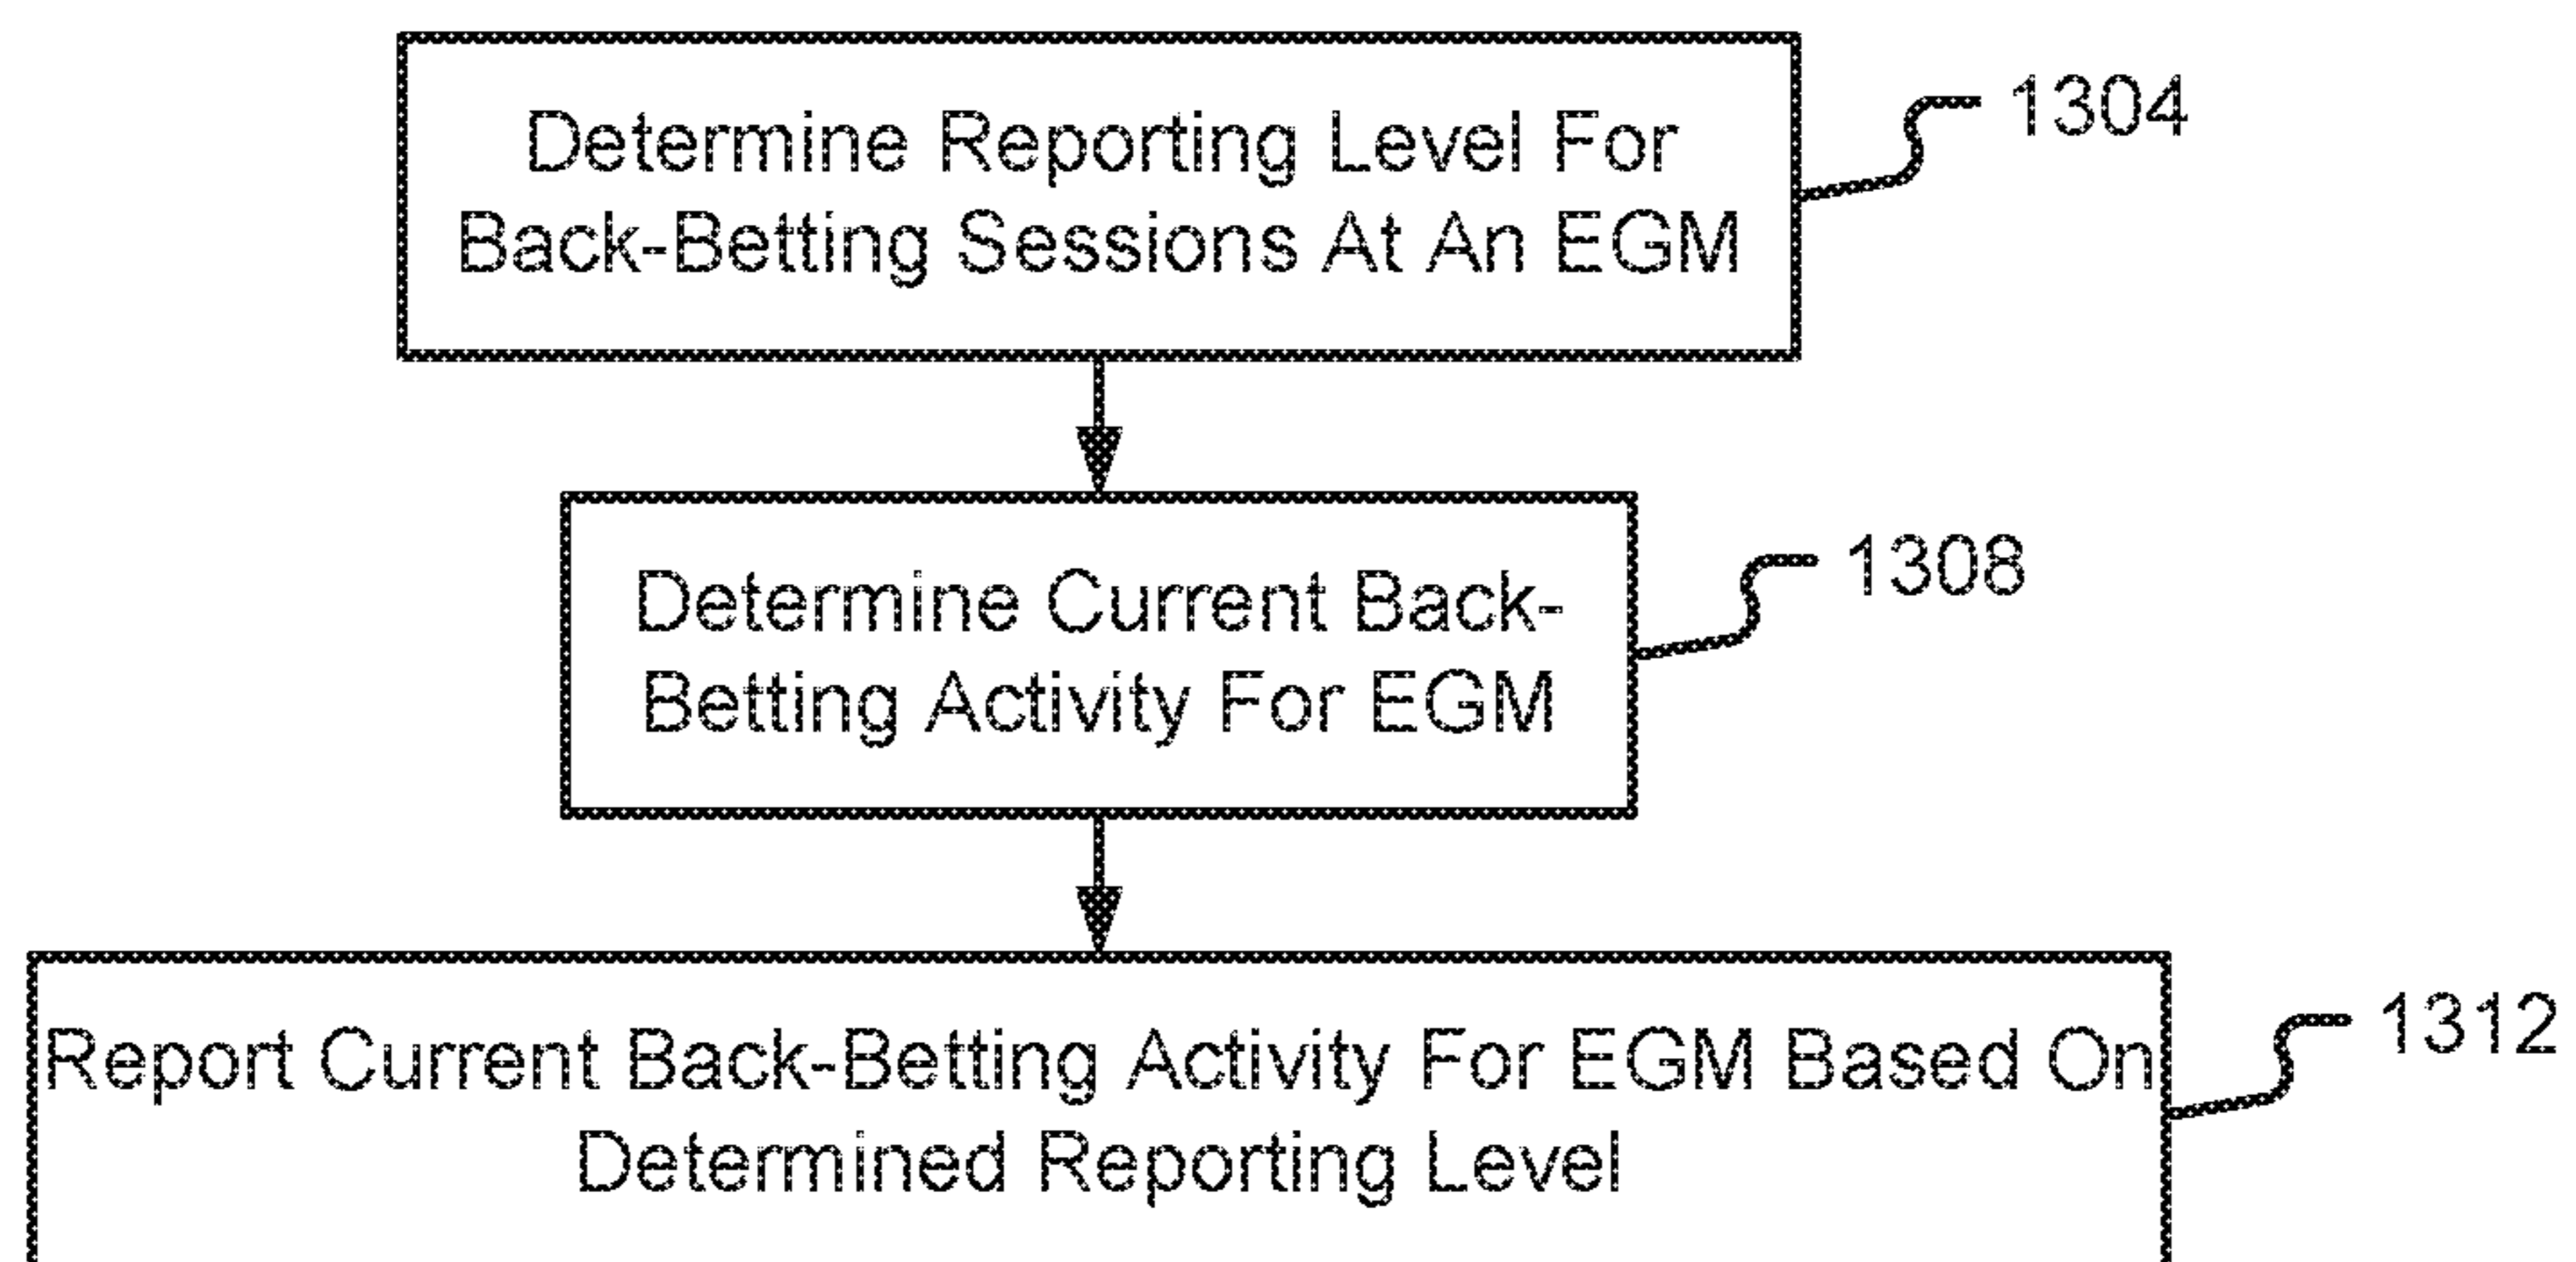 Determine Reporting Level For
Back-Betting Sessions At An EGM
1304
Determine Current Back-
Betting Activity For EGM
1308
Report Current Back-Betting Activity For EGM Based On
Determined Reporting Level
1312